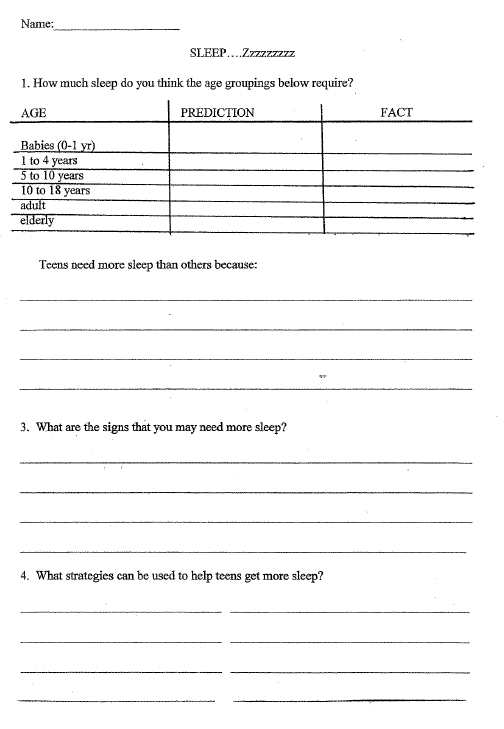 Name:____________________
SLEEP....Zzzzzzzzz
1. How much sleep do you think the age groupings below require?
AGE PREDICTION FACT
Babies (0-1 yr)
1 to 4 years
5 to 10 years
10 to 18 years
adult
elderly
Teens need more sleep than others because:
3. What are the signs that you may need more sleep?
4. What strategies can be used to help teens get more sleep?